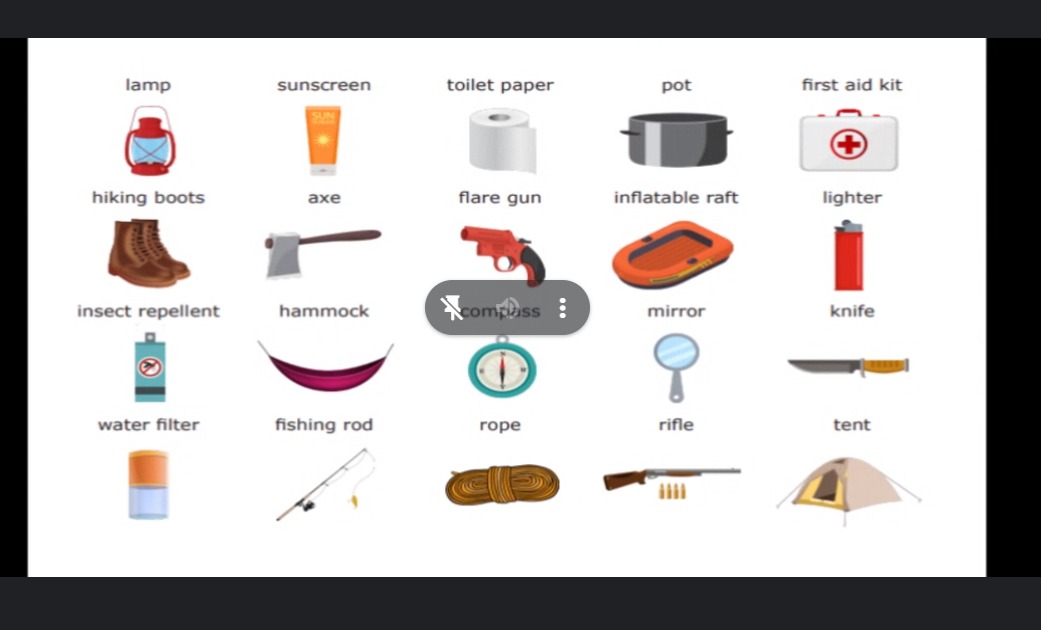 lamp sunscreen toilet paper pot first aid kit
SUN
hiking boots axe flare gun inflatable raft lighter
insect repellent hammock compass mirror knife
N
water filter fishing rod rope rifle tent